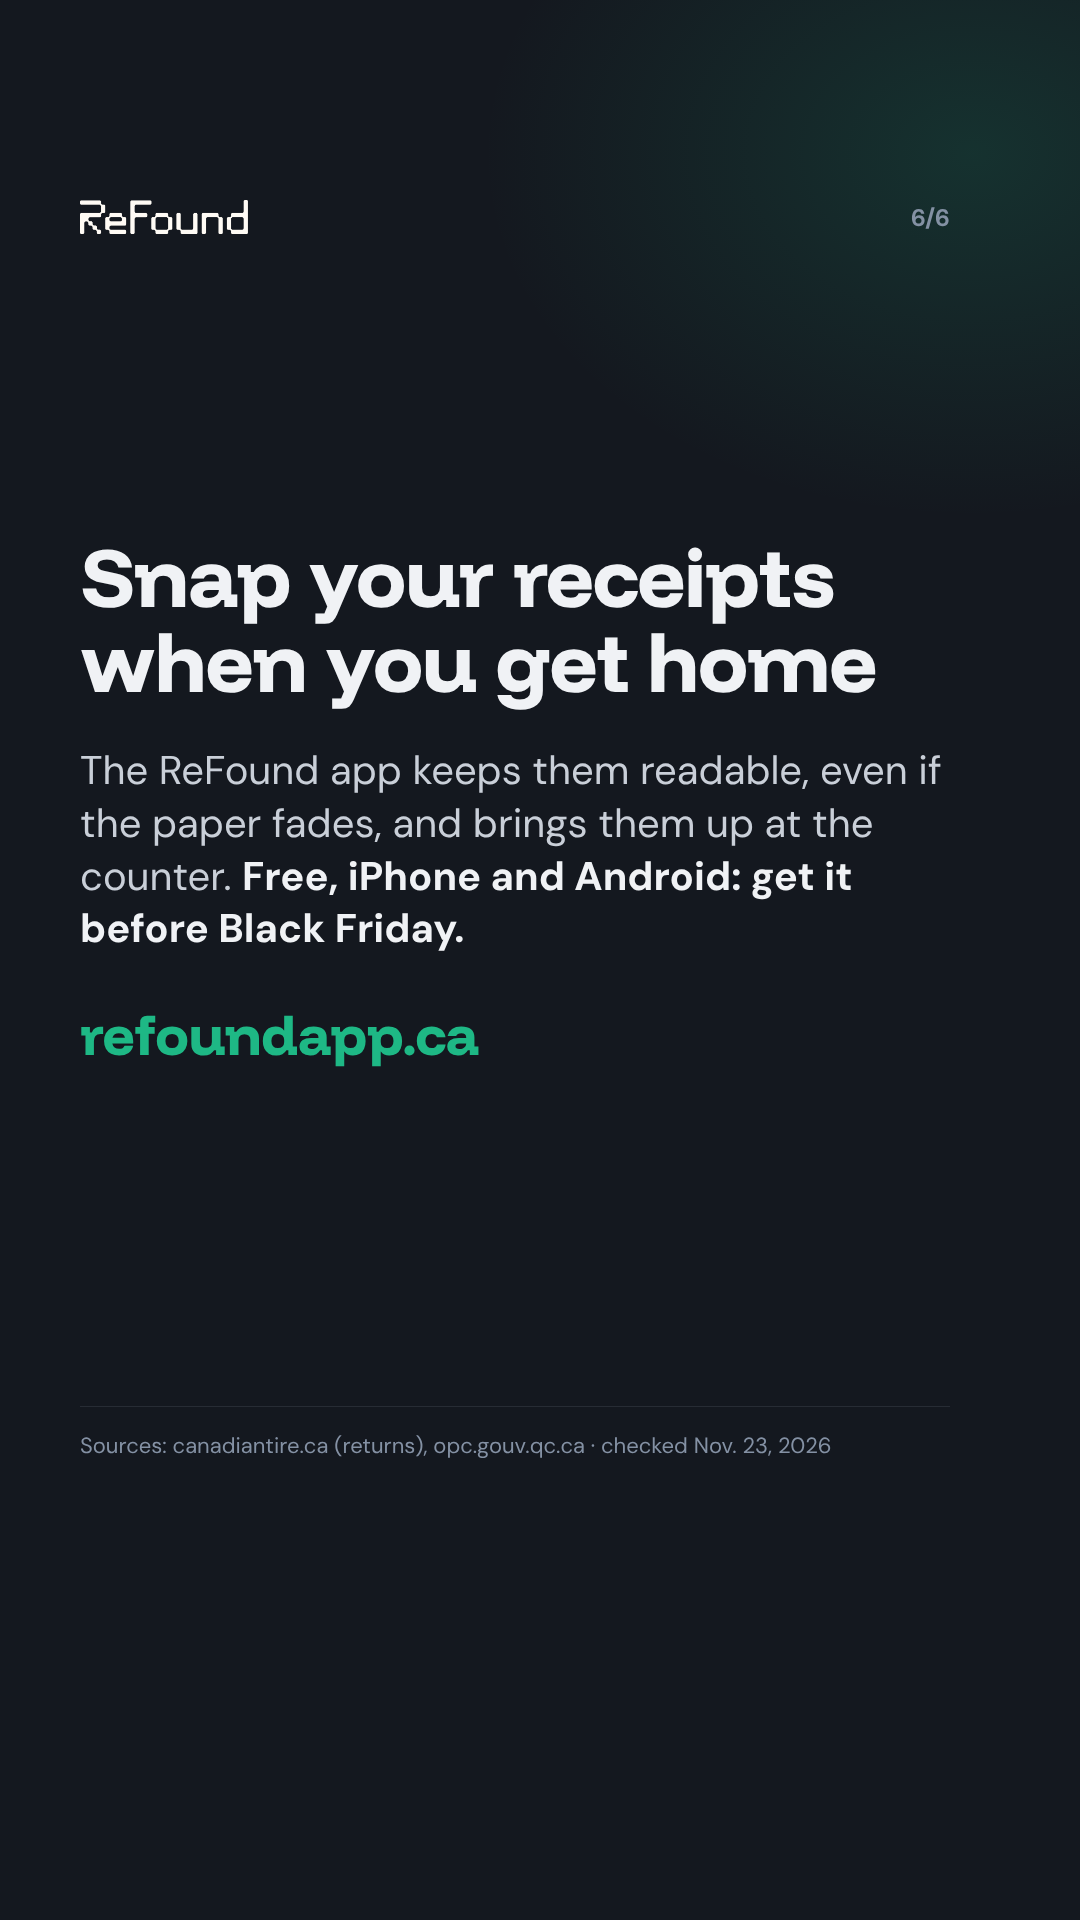 ReFound
6/6
Snap your receipts
when you get home
The ReFound app keeps them readable, even if
the paper fades, and brings them up at the
counter. Free, iPhone and Android: get it
before Black Friday.
refoundapp.ca
Sources: canadiantire.ca (returns), opc.gouv.qc.ca · checked Nov. 23, 2026